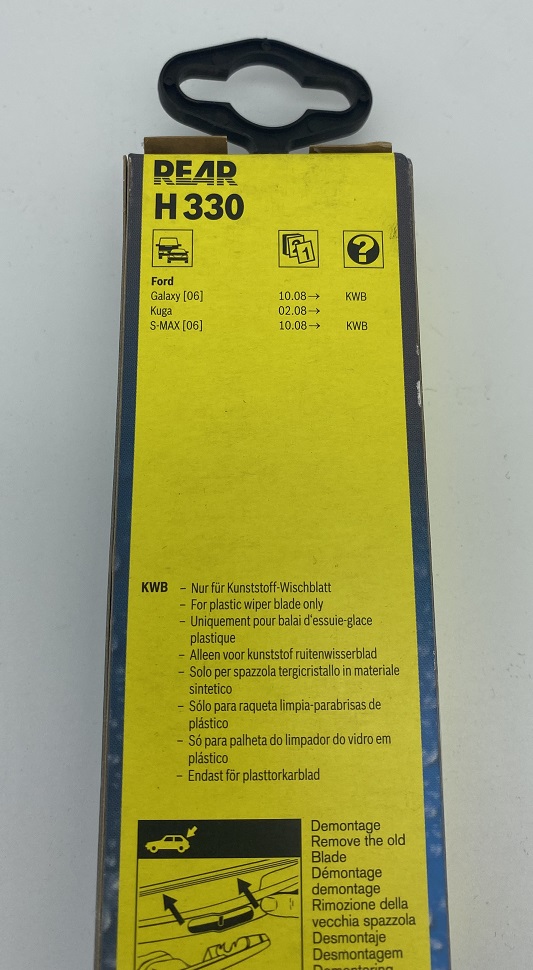 REAR
H 330
1
?
Ford
Galaxy [06] 10.08→ KWB
Kuga 02.08→
S-MAX [06] 10.08→ KWB
KWB – Nur für Kunststoff-Wischblatt
– For plastic wiper blade only
– Uniquement pour balai d'essuie-glace
plastique
– Alleen voor kunststof ruitenwisserblad
– Solo per spazzola tergicristallo in materiale
sintetico
– Sólo para raqueta limpia-parabrisas de
plástico
– Só para palheta do limpador do vidro em
plástico
– Endast för plasttorkarblad
Demontage
Remove the old
Blade
Démontage
demontage
Rimozione della
vecchia spazzola
Desmontaje
Desmontagem
Demontering